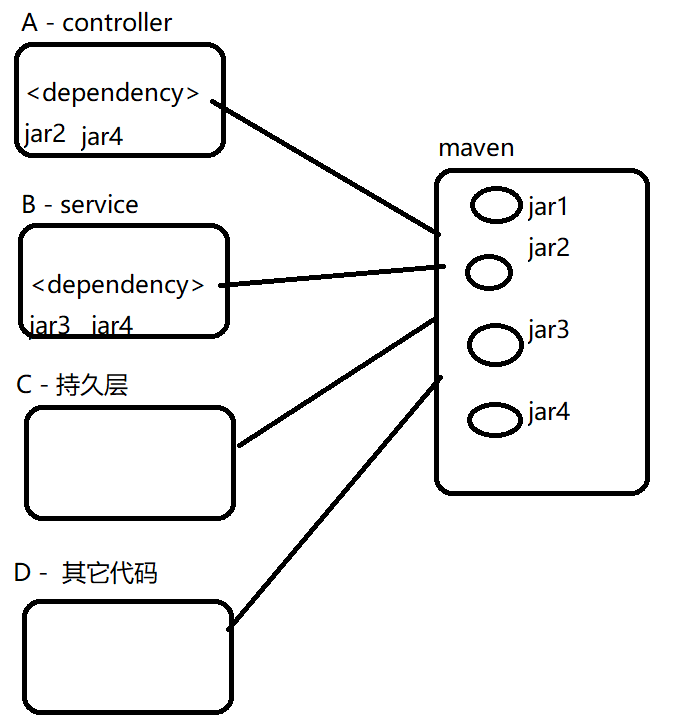 A - controller
<dependency>
jar2 jar4
B - service
<dependency>
jar3 jar4
C - 持久层
D - 其它代码
maven
jar1
jar2
jar3
jar4